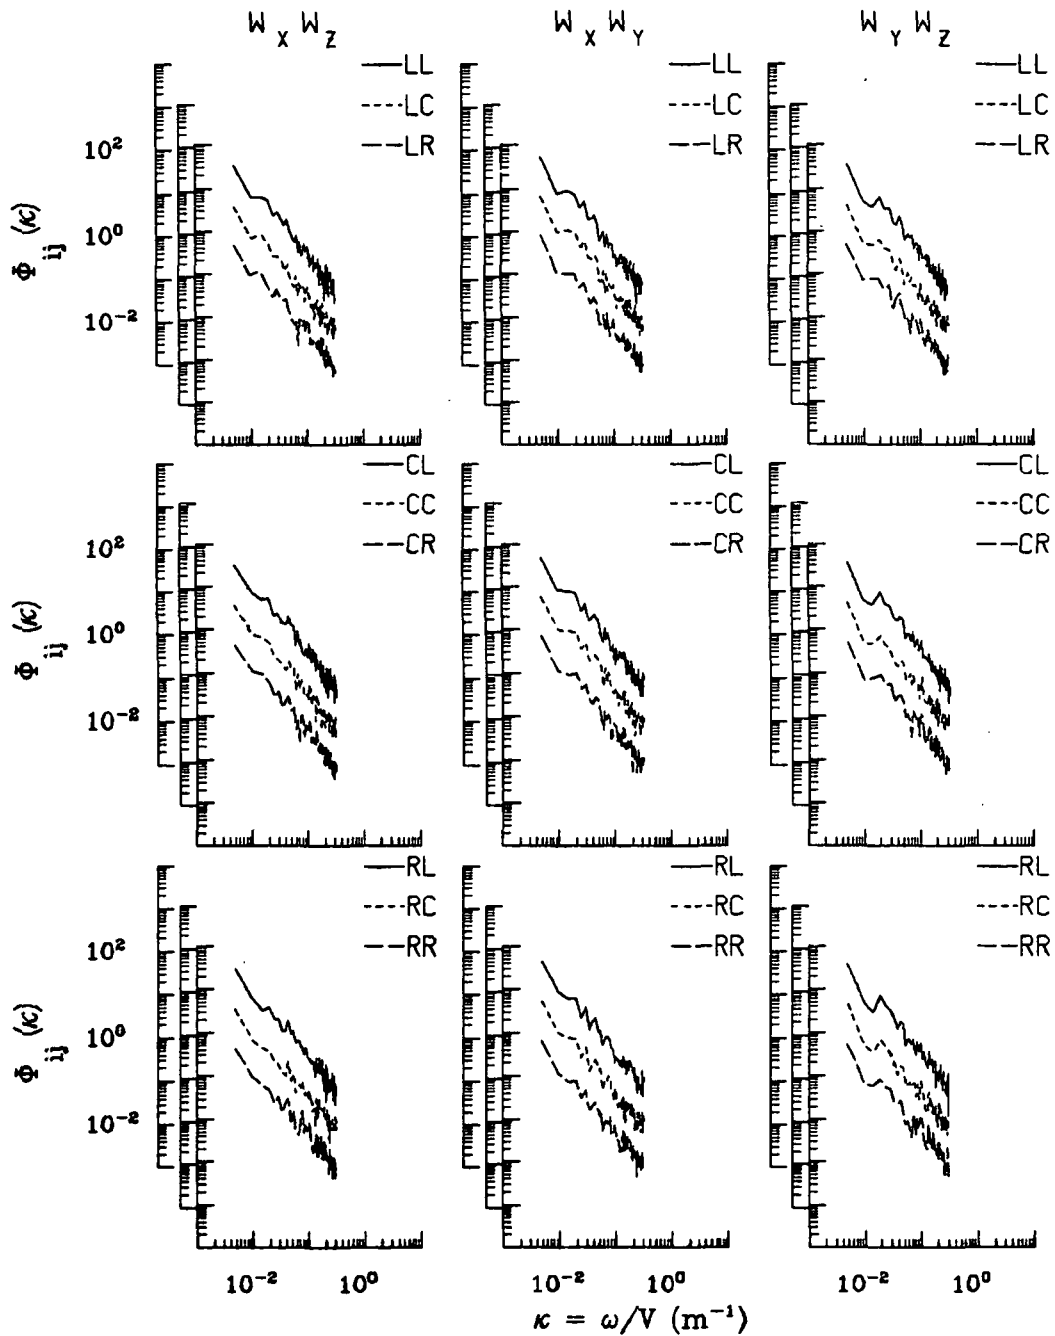 W X W Z W X W Y W Y W Z
LL LL LL
LC LC LC
LR LR LR
10² 
Φ ij (κ)
10⁰
10⁻²
CL CL CL
CC CC CC
CR CR CR
10²
Φ ij (κ)
10⁰
10⁻²
RL RL RL
RC RC RC
RR RR RR
10²
Φ ij (κ)
10⁰
10⁻²
10⁻² 10⁰ 10⁻² 10⁰ 10⁻² 10⁰
κ = ω/V (m⁻¹)